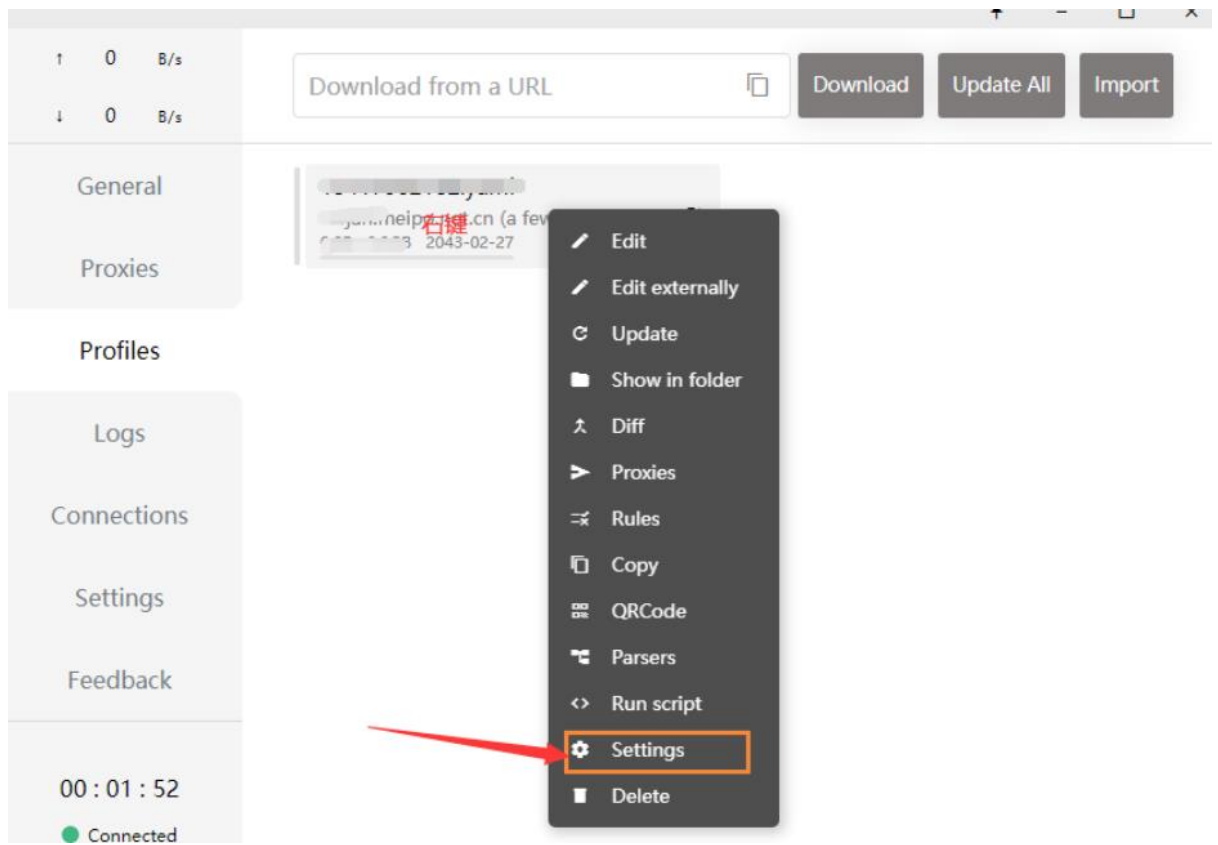 ↑ 0 B/s
↓ 0 B/s
Download from a URL
Download
Update All
Import
General
Proxies
Profiles
Logs
Connections
Settings
Feedback
00 : 01 : 52
Connected
.cn (a few
右键
2043-02-27
Edit
Edit externally
Update
Show in folder
Diff
Proxies
Rules
Copy
QRCode
Parsers
Run script
Settings
Delete